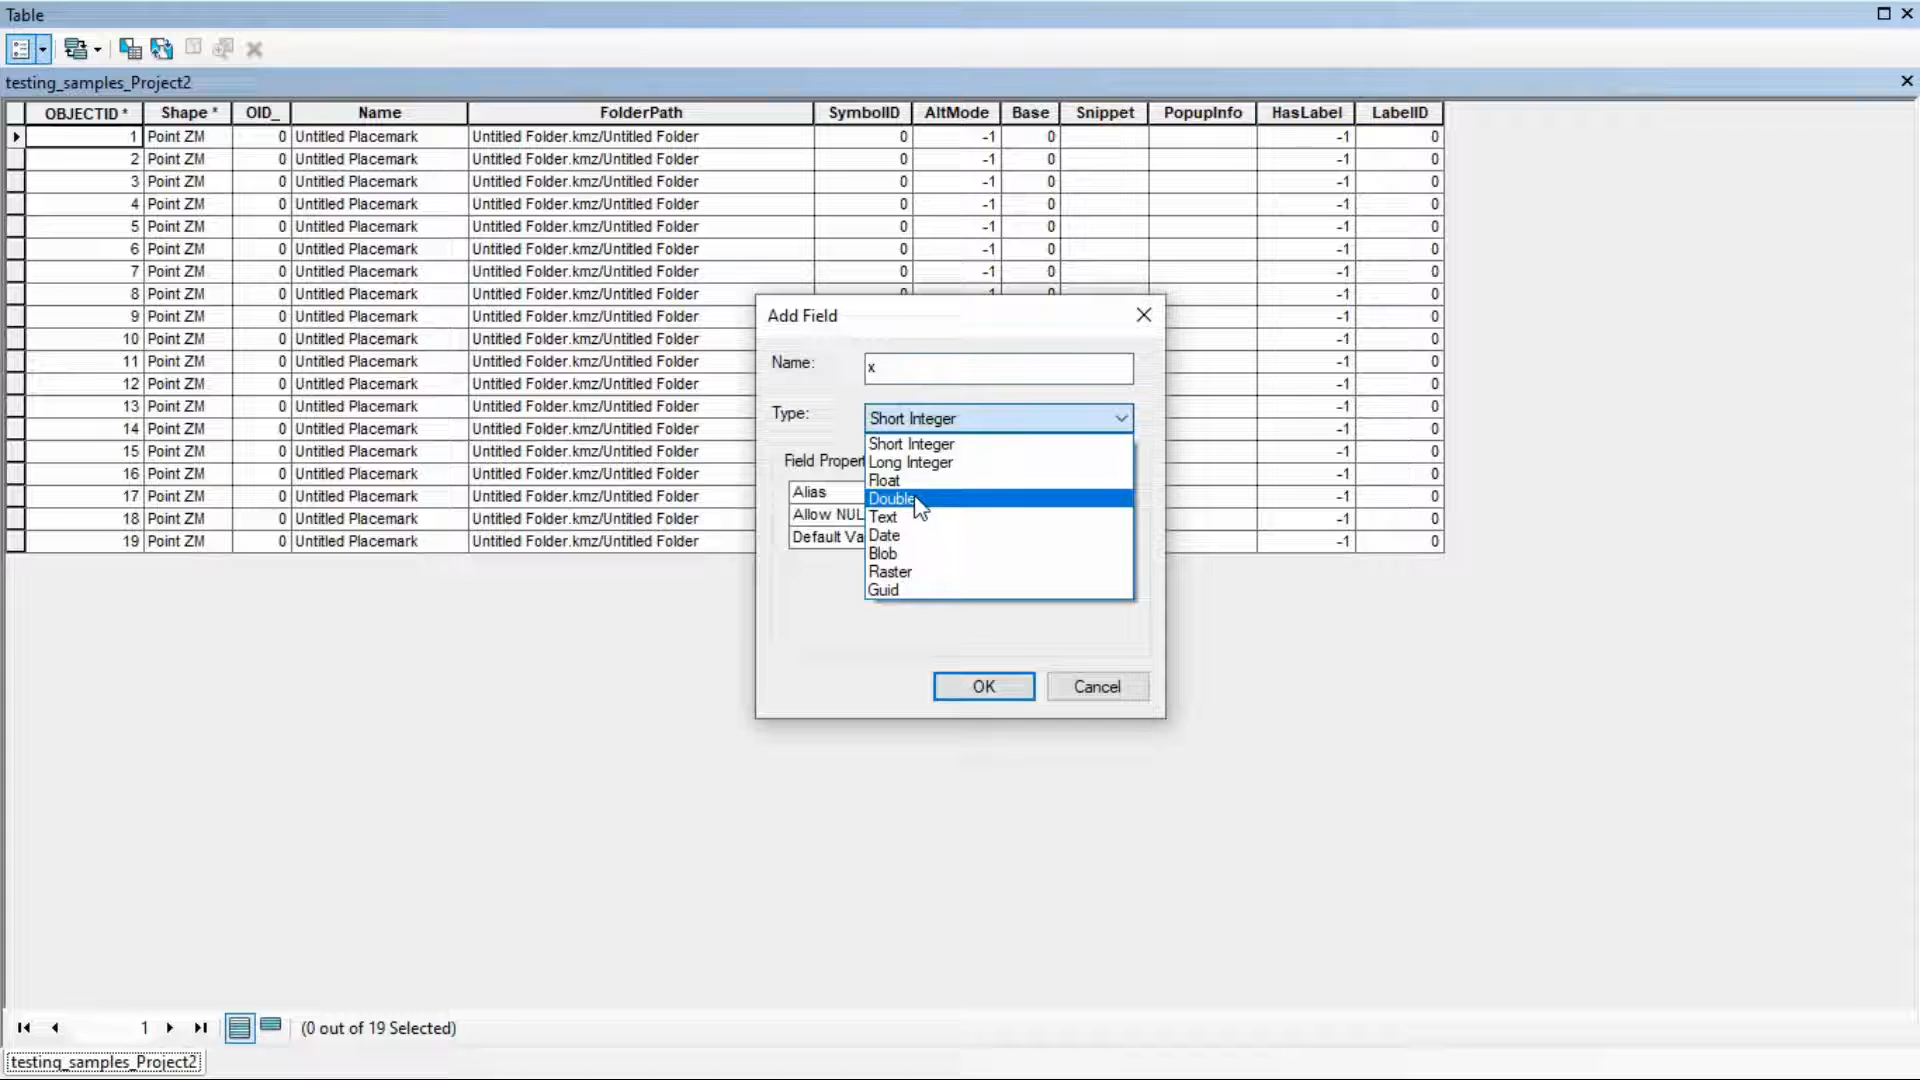 Table
testing_samples_Project2
OBJECTID * Shape * OID_ Name FolderPath SymbolID AltMode Base Snippet PopupInfo HasLabel LabelID
1 Point ZM 0 Untitled Placemark Untitled Folder.kmz/Untitled Folder 0 -1 0 -1 0
2 Point ZM 0 Untitled Placemark Untitled Folder.kmz/Untitled Folder 0 -1 0 -1 0
3 Point ZM 0 Untitled Placemark Untitled Folder.kmz/Untitled Folder 0 -1 0 -1 0
4 Point ZM 0 Untitled Placemark Untitled Folder.kmz/Untitled Folder 0 -1 0 -1 0
5 Point ZM 0 Untitled Placemark Untitled Folder.kmz/Untitled Folder 0 -1 0 -1 0
6 Point ZM 0 Untitled Placemark Untitled Folder.kmz/Untitled Folder 0 -1 0 -1 0
7 Point ZM 0 Untitled Placemark Untitled Folder.kmz/Untitled Folder 0 -1 0 -1 0
8 Point ZM 0 Untitled Placemark Untitled Folder.kmz/Untitled Folder -1 0
9 Point ZM 0 Untitled Placemark Untitled Folder.kmz/Untitled Folder -1 0
10 Point ZM 0 Untitled Placemark Untitled Folder.kmz/Untitled Folder -1 0
11 Point ZM 0 Untitled Placemark Untitled Folder.kmz/Untitled Folder -1 0
12 Point ZM 0 Untitled Placemark Untitled Folder.kmz/Untitled Folder -1 0
13 Point ZM 0 Untitled Placemark Untitled Folder.kmz/Untitled Folder -1 0
14 Point ZM 0 Untitled Placemark Untitled Folder.kmz/Untitled Folder -1 0
15 Point ZM 0 Untitled Placemark Untitled Folder.kmz/Untitled Folder -1 0
16 Point ZM 0 Untitled Placemark Untitled Folder.kmz/Untitled Folder -1 0
17 Point ZM 0 Untitled Placemark Untitled Folder.kmz/Untitled Folder -1 0
18 Point ZM 0 Untitled Placemark Untitled Folder.kmz/Untitled Folder -1 0
19 Point ZM 0 Untitled Placemark Untitled Folder.kmz/Untitled Folder -1 0
Add Field
Name: x
Type: Short Integer
Short Integer
Field Propert
Long Integer
Float
Alias
Double
Allow NUL
Text
Default Va
Date
Blob
Raster
Guid
OK Cancel
1 (0 out of 19 Selected)
testing_samples_Project2